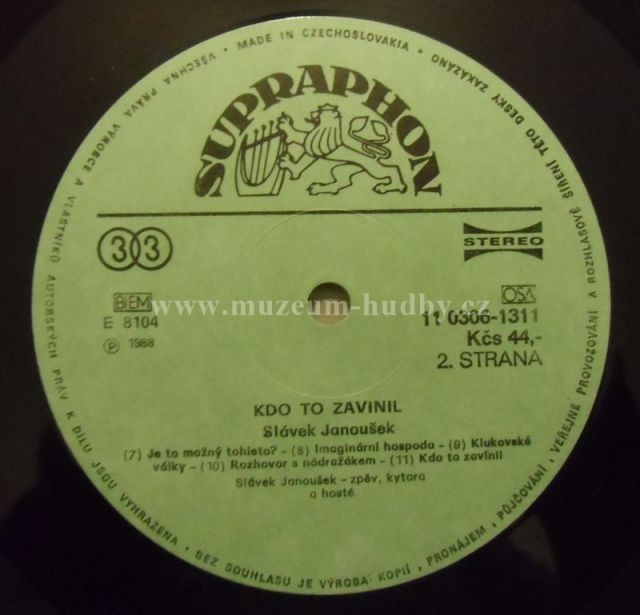 VŠECHNA PRÁVA VÝROBCE A VLASTNÍKŮ AUTORSKÝCH PRÁV K DÍLU JSOU VYHRAZENA · BEZ SOUHLASU JE VÝROBA KOPIÍ, PRONÁJEM, PŮJČOVÁNÍ, VEŘEJNÉ PROVOZOVÁNÍ A ROZHLASOVÉ ŠÍŘENÍ TÉTO DESKY ZAKÁZÁNO · MADE IN CZECHOSLOVAKIA ·
SUPRAPHON
33
STEREO
www.muzeum-hudby.cz
BIEM
OSA
E 8104
11 0306-1311
Ⓟ 1988
Kčs 44,-
2. STRANA
KDO TO ZAVINIL
Slávek Janoušek
(7) Je to možný tohleto? - (8) Imaginární hospoda - (9) Klukovské
války - (10) Rozhovor s nádražákem - (11) Kdo to zavinil
Slávek Janoušek - zpěv, kytara
a hosté